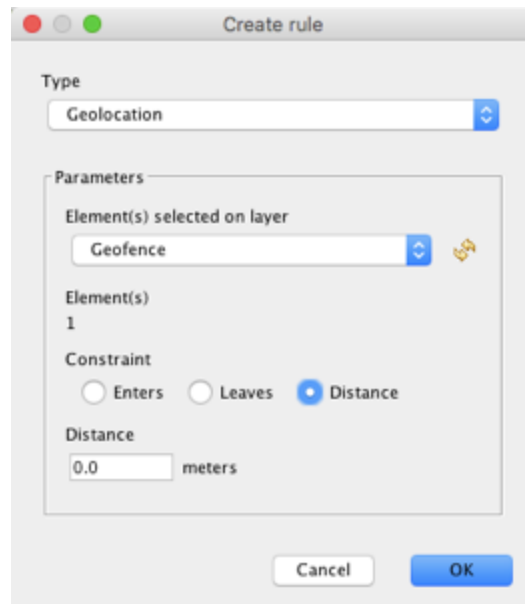 Create rule
Type
Geolocation
Parameters
Element(s) selected on layer
Geofence
Element(s)
1
Constraint
Enters Leaves Distance
Distance
0.0 meters
Cancel OK